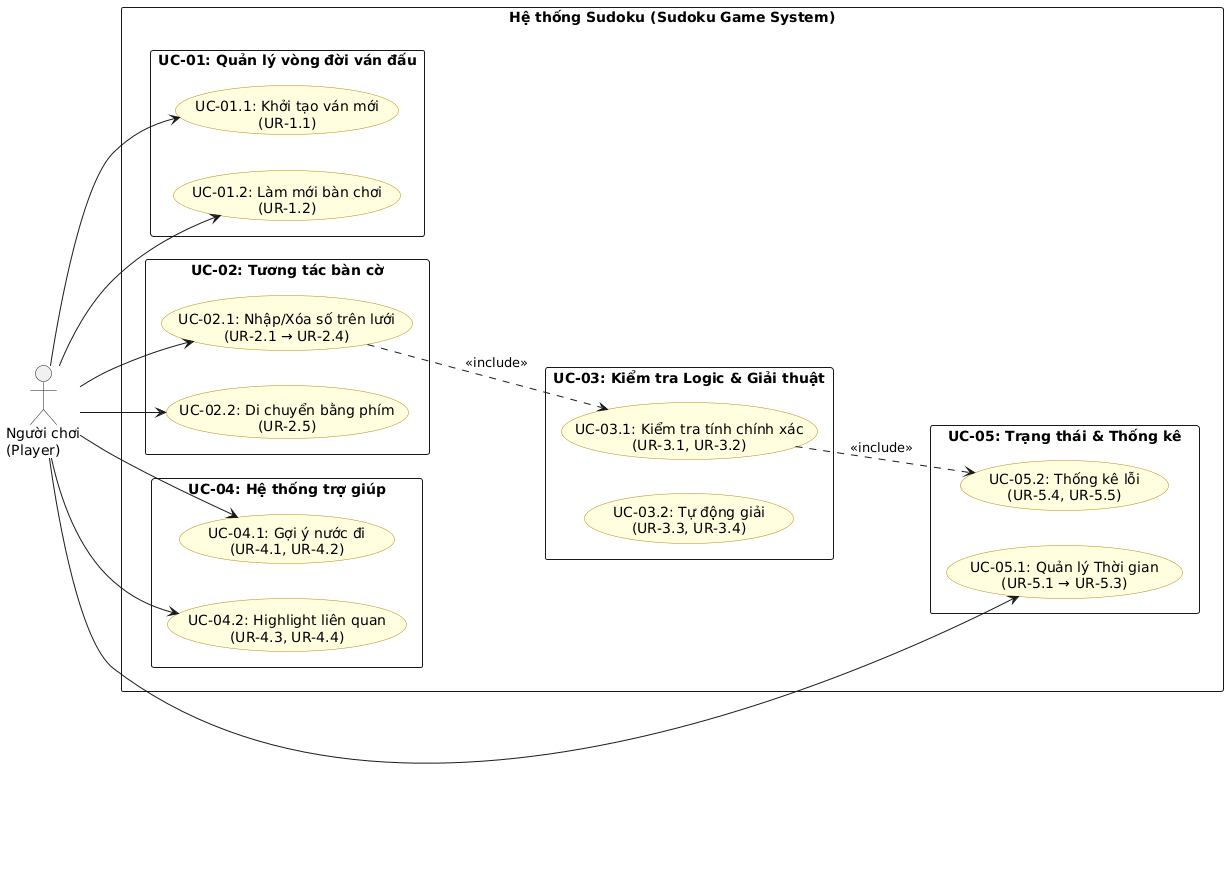 Hệ thống Sudoku (Sudoku Game System)
UC-01: Quản lý vòng đời ván đấu
UC-01.1: Khởi tạo ván mới
(UR-1.1)
UC-01.2: Làm mới bàn chơi
(UR-1.2)
UC-02: Tương tác bàn cờ
UC-02.1: Nhập/Xóa số trên lưới
(UR-2.1 → UR-2.4)
UC-02.2: Di chuyển bằng phím
(UR-2.5)
Người chơi
(Player)
UC-04: Hệ thống trợ giúp
UC-04.1: Gợi ý nước đi
(UR-4.1, UR-4.2)
UC-04.2: Highlight liên quan
(UR-4.3, UR-4.4)
«include»
UC-03: Kiểm tra Logic & Giải thuật
UC-03.1: Kiểm tra tính chính xác
(UR-3.1, UR-3.2)
UC-03.2: Tự động giải
(UR-3.3, UR-3.4)
«include»
UC-05: Trạng thái & Thống kê
UC-05.2: Thống kê lỗi
(UR-5.4, UR-5.5)
UC-05.1: Quản lý Thời gian
(UR-5.1 → UR-5.3)